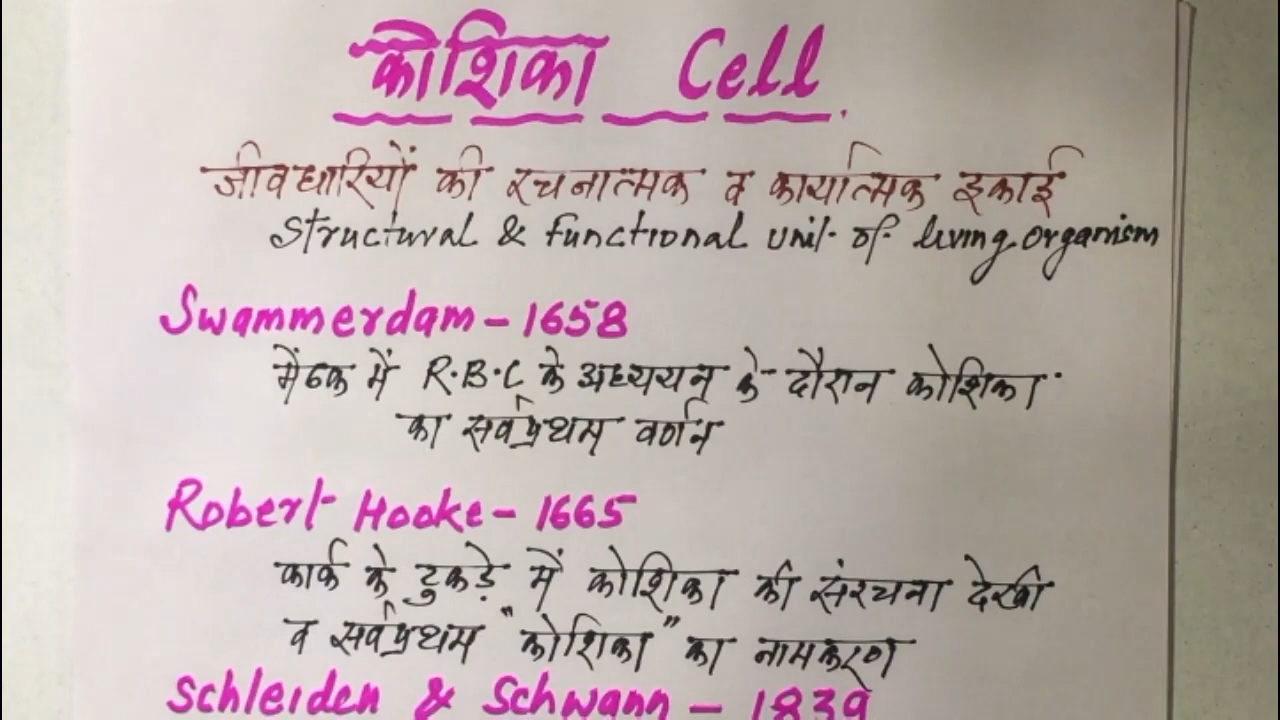 कोशिका Cell
जीवधारियों की रचनात्मक व कार्यात्मक इकाई
Structural & functional unit of living organism
Swammerdam - 1658
मेंढक में R.B.C के अध्ययन के दौरान कोशिका
का सर्वप्रथम वर्णन
Robert Hooke - 1665
कार्क के टुकड़े में कोशिका की संरचना देखी
व सर्वप्रथम "कोशिका" का नामकरण
Schleiden & Schwann - 1839